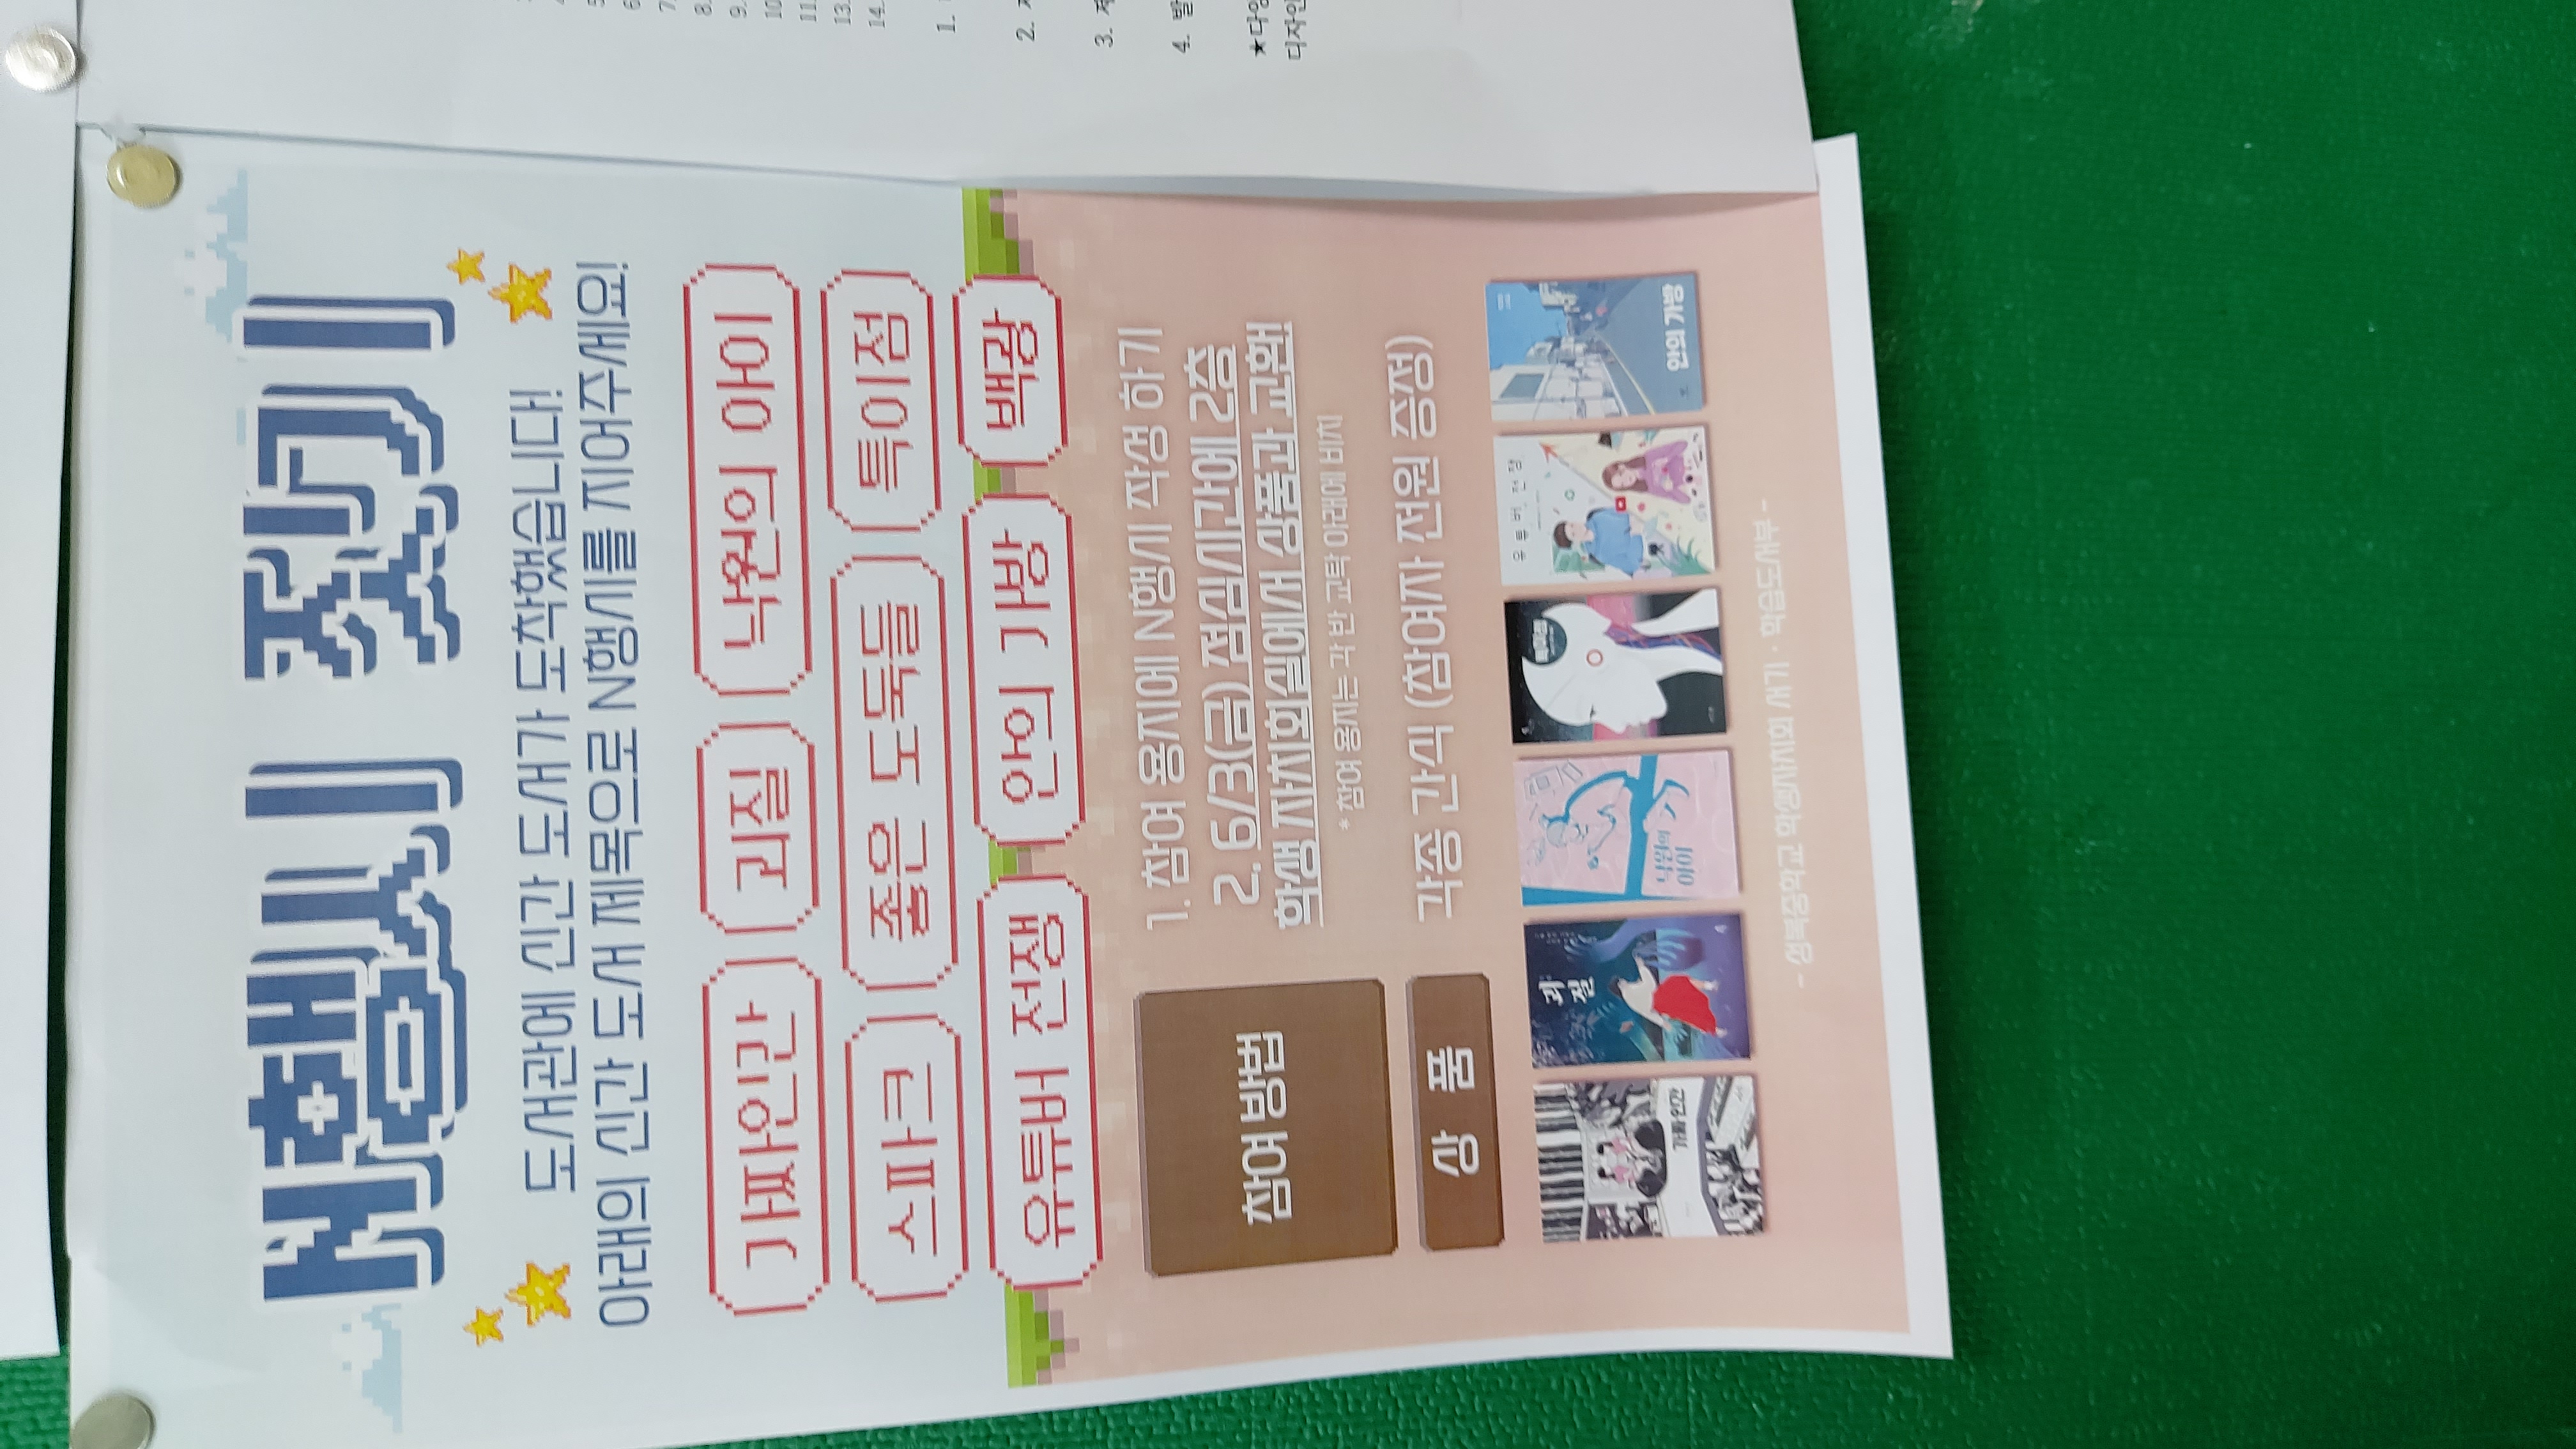 N행시 짓기
도서관에 신간 도서가 도착했습니다!
아래의 신간 도서 제목으로 N행시를 지어주세요!
가짜인간 괴질 낙원의 아이
스파크 좋은 도둑들 특이점
유튜버 전쟁 안의 가방 백광
참여 방법
1. 참여 용지에 N행시 작성 하기
2. 6/3(금) 점심시간에 2층
학생 자치회실에서 상품과 교환!
* 참여 용지는 각 반 교탁 아래에 비치
상 품
각종 간식 (참여자 전원 증정)
가짜 인간
괴질
낙원의
아이
특이점
유튜버 전쟁
안의 가방
- 성복중학교 학생자치회 서기 · 학습도서부 -
7.
8.
9.
10
11.
13.
14.
1.
2.
3.
4. 발
★다양
디자인